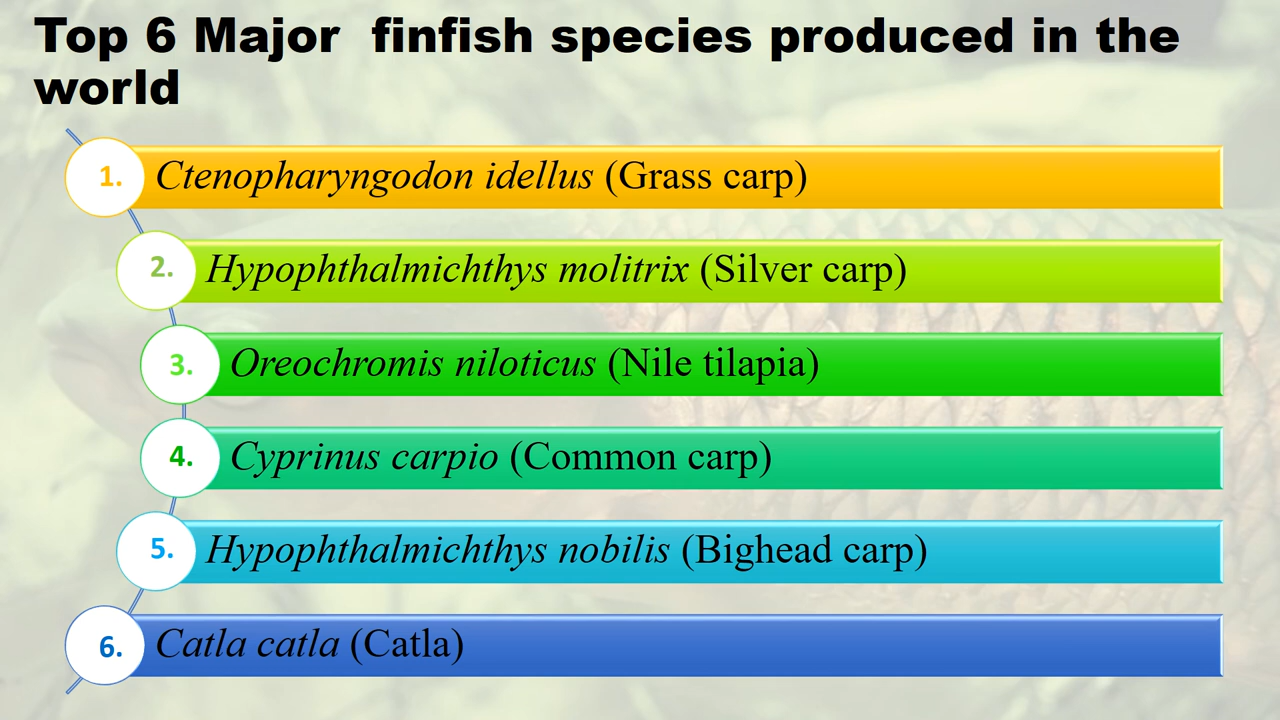 Top 6 Major  finfish species produced in the
world
1. Ctenopharyngodon idellus (Grass carp)
2. Hypophthalmichthys molitrix (Silver carp)
3. Oreochromis niloticus (Nile tilapia)
4. Cyprinus carpio (Common carp)
5. Hypophthalmichthys nobilis (Bighead carp)
6. Catla catla (Catla)